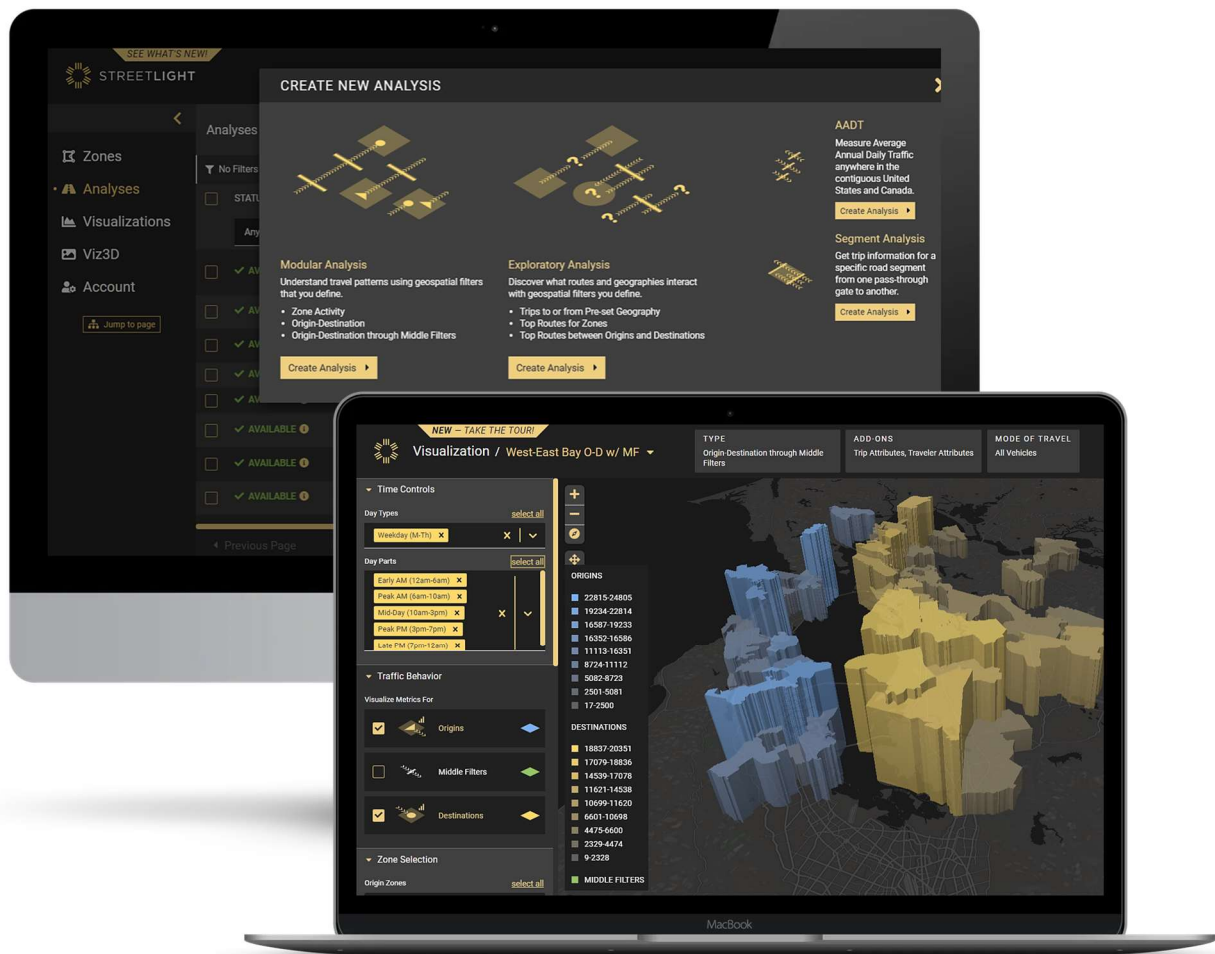 SEE WHAT'S NEW!
STREETLIGHT
CREATE NEW ANALYSIS
Zones
Analyses
Visualizations
Viz3D
Account
Jump to page
Analyses
No Filters
STATU
Any
AV
AV
AV
AV
AV
AVAILABLE
AVAILABLE
AVAILABLE
Previous Page
Modular Analysis
Understand travel patterns using geospatial filters
that you define.
• Zone Activity
• Origin-Destination
• Origin-Destination through Middle Filters
Create Analysis
Exploratory Analysis
Discover what routes and geographies interact
with geospatial filters you define.
• Trips to or from Pre-set Geography
• Top Routes for Zones
• Top Routes between Origins and Destinations
Create Analysis
AADT
Measure Average
Annual Daily Traffic
anywhere in the
contiguous United
States and Canada.
Create Analysis
Segment Analysis
Get trip information for a
specific road segment
from one pass-through
gate to another.
Create Analysis
NEW – TAKE THE TOUR!
Visualization / West-East Bay O-D w/ MF
TYPE
Origin-Destination through Middle
Filters
ADD-ONS
Trip Attributes, Traveler Attributes
MODE OF TRAVEL
All Vehicles
Time Controls
Day Types select all
Weekday (M-Th)
Day Parts select all
Early AM (12am-6am)
Peak AM (6am-10am)
Mid-Day (10am-3pm)
Peak PM (3pm-7pm)
Late PM (7pm-12am)
Traffic Behavior
Visualize Metrics For
Origins
Middle Filters
Destinations
Zone Selection
Origin Zones select all
ORIGINS
22815-24805
19234-22814
16587-19233
16352-16586
11113-16351
8724-11112
5082-8723
2501-5081
17-2500
DESTINATIONS
18837-20351
17079-18836
14539-17078
11621-14538
10699-11620
6601-10698
4475-6600
2329-4474
9-2328
MIDDLE FILTERS
MacBook